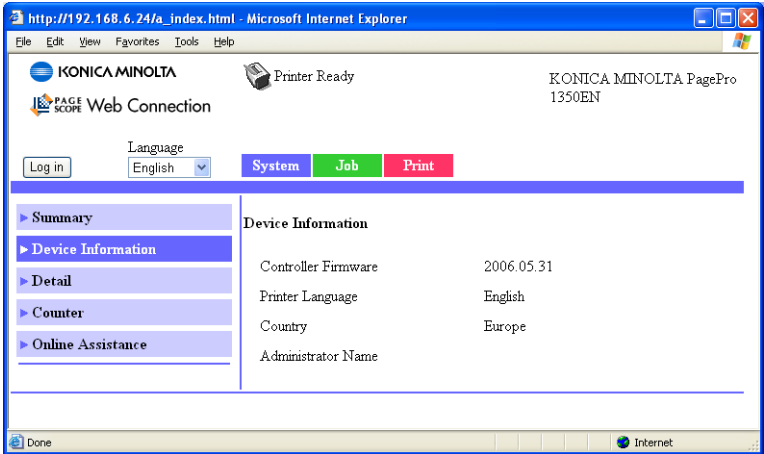 http://192.168.6.24/a_index.html - Microsoft Internet Explorer
File Edit View Favorites Tools Help
KONICA MINOLTA
Printer Ready
KONICA MINOLTA PagePro
1350EN
PAGE
SCOPE Web Connection
Language
Log in English System Job Print
Summary
Device Information
Detail
Counter
Online Assistance
Device Information
Controller Firmware 2006.05.31
Printer Language English
Country Europe
Administrator Name
Done Internet